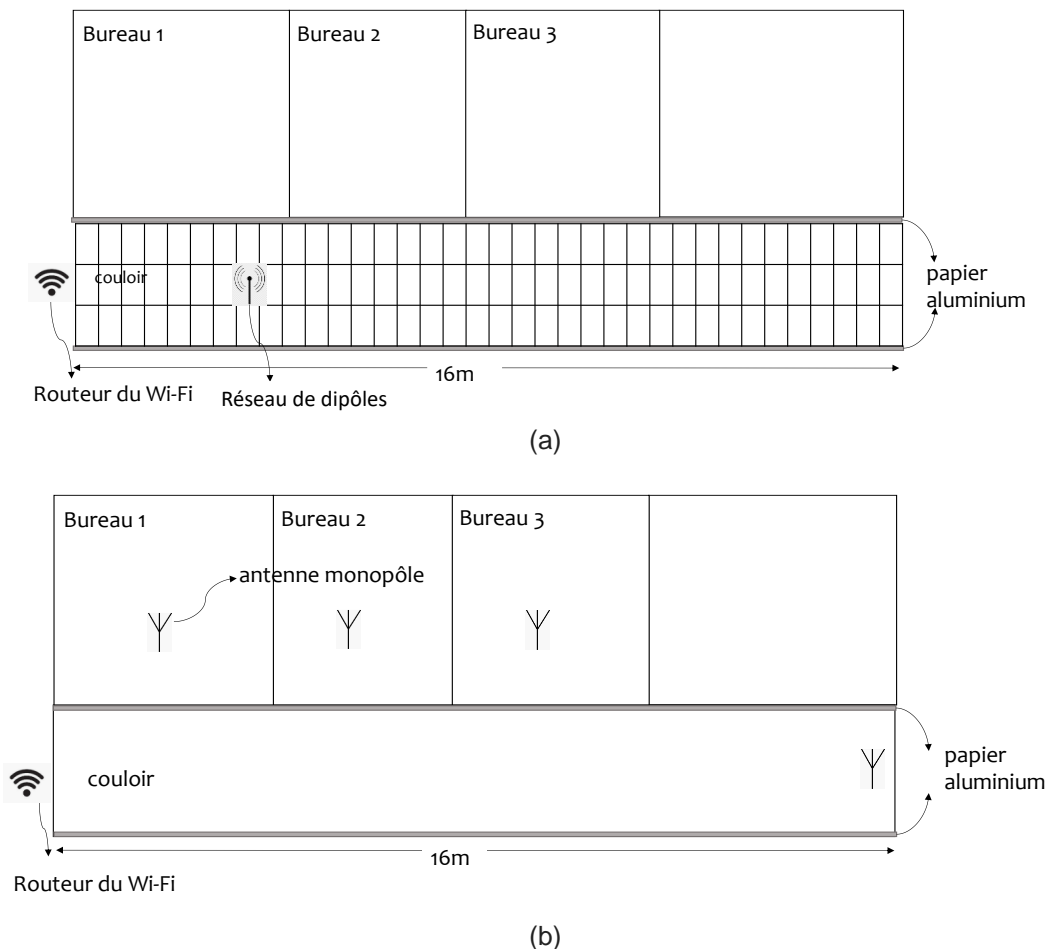 Bureau 1
Bureau 2
Bureau 3
couloir
papier
aluminium
16m
Routeur du Wi-Fi
Réseau de dipôles
(a)
Bureau 1
Bureau 2
Bureau 3
antenne monopôle
couloir
papier
aluminium
16m
Routeur du Wi-Fi
(b)